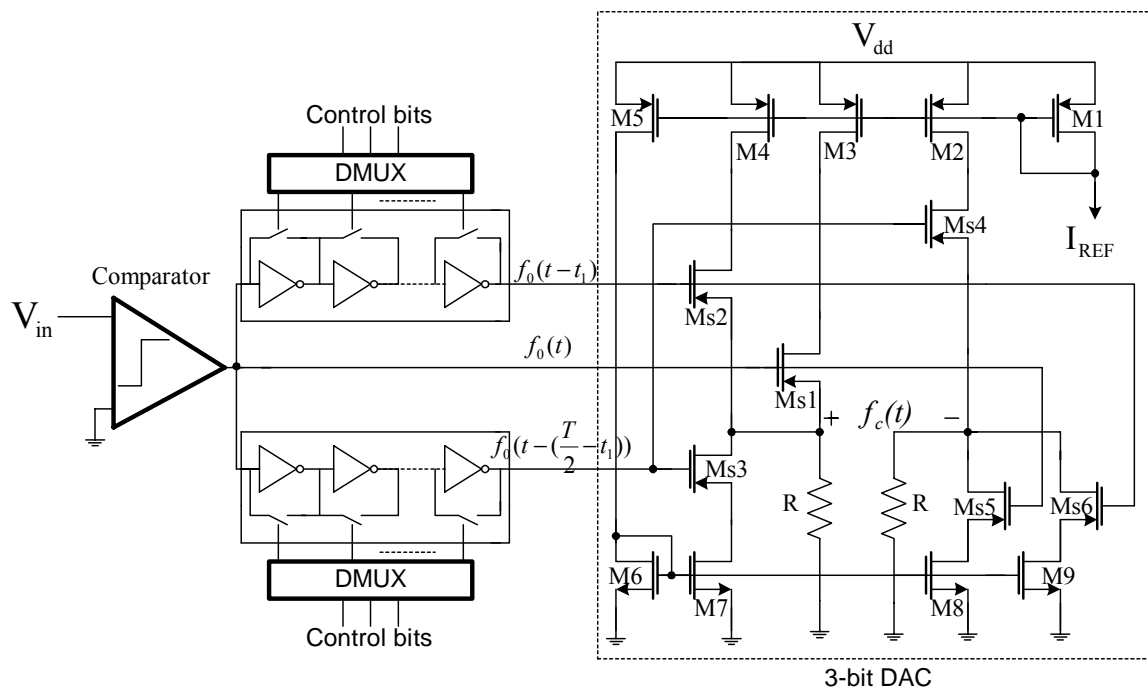 Control bits
DMUX
Comparator
V_in
f_0(t-t_1)
f_0(t)
f_0(t-(T/2-t_1))
DMUX
Control bits
V_dd
M5
M4
M3
M2
M1
Ms4
I_REF
Ms2
Ms1
+
f_c(t)
−
Ms3
R
R
Ms5
Ms6
M6
M7
M8
M9
3-bit DAC